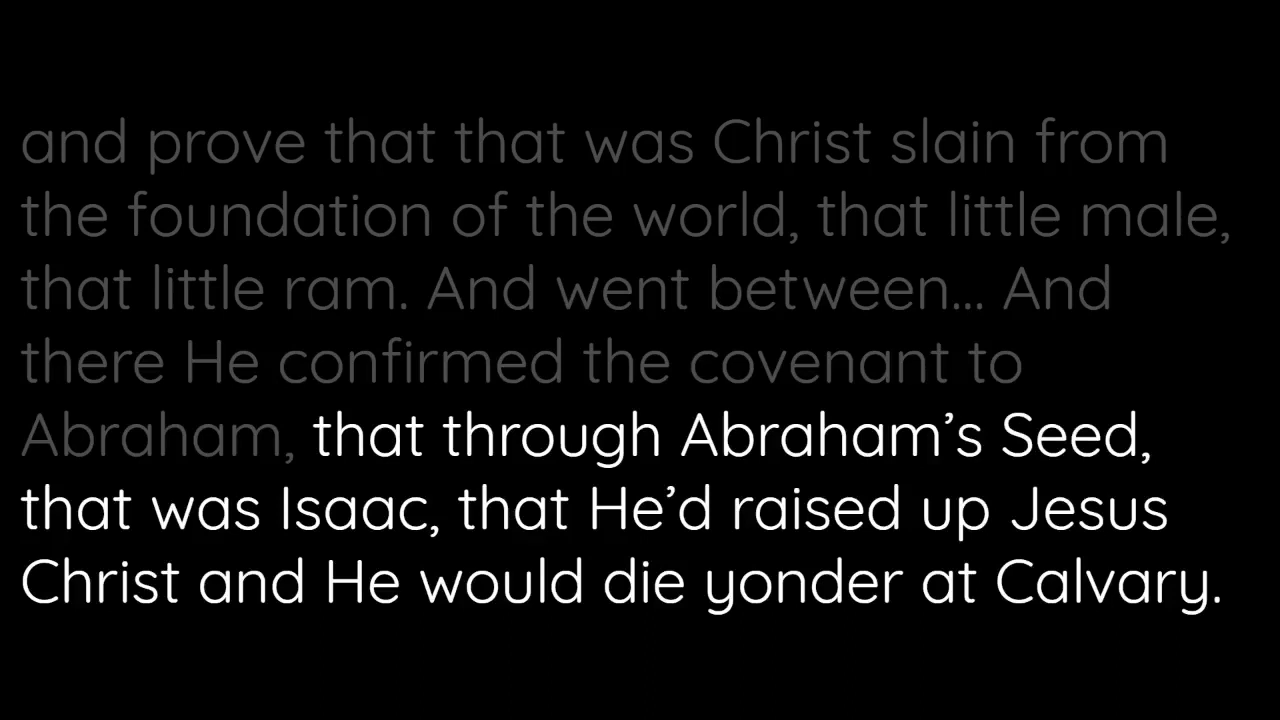 and prove that that was Christ slain from
the foundation of the world, that little male,
that little ram. And went between... And
there He confirmed the covenant to
Abraham, that through Abraham’s Seed,
that was Isaac, that He’d raised up Jesus
Christ and He would die yonder at Calvary.